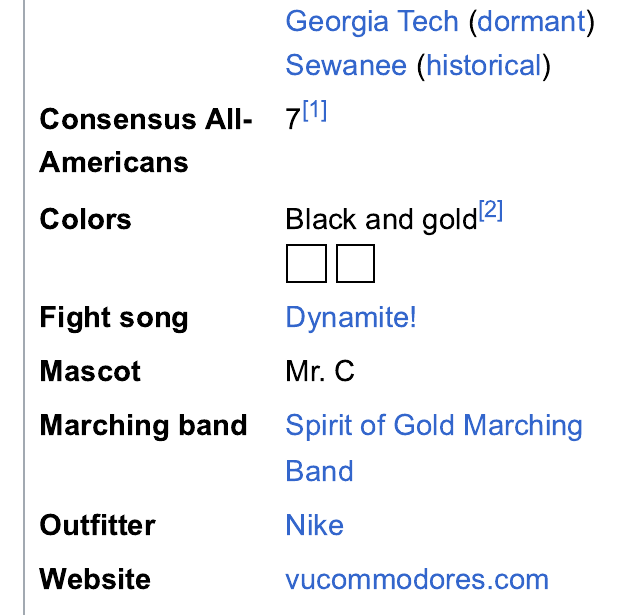 Georgia Tech (dormant)
Sewanee (historical)
Consensus All-Americans 7[1]
Colors Black and gold[2]
Fight song Dynamite!
Mascot Mr. C
Marching band Spirit of Gold Marching
Band
Outfitter Nike
Website vucommodores.com